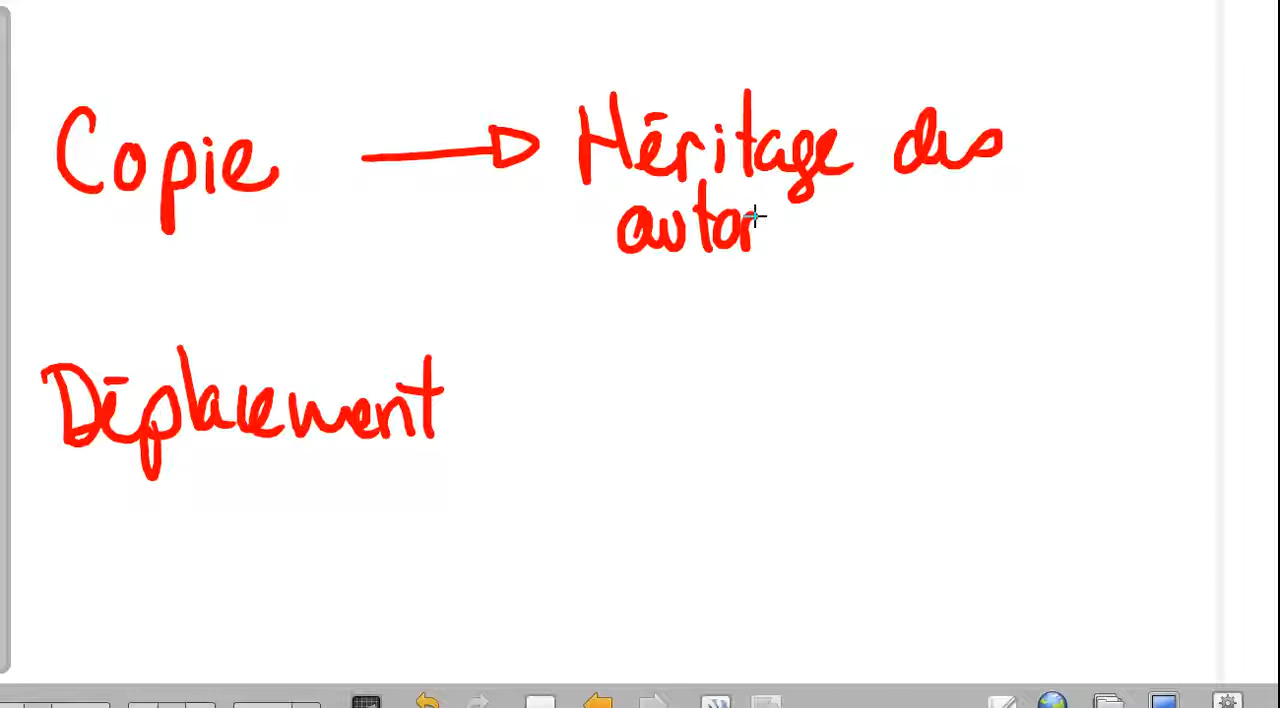 Copie → Héritage des
autor
Déplacement